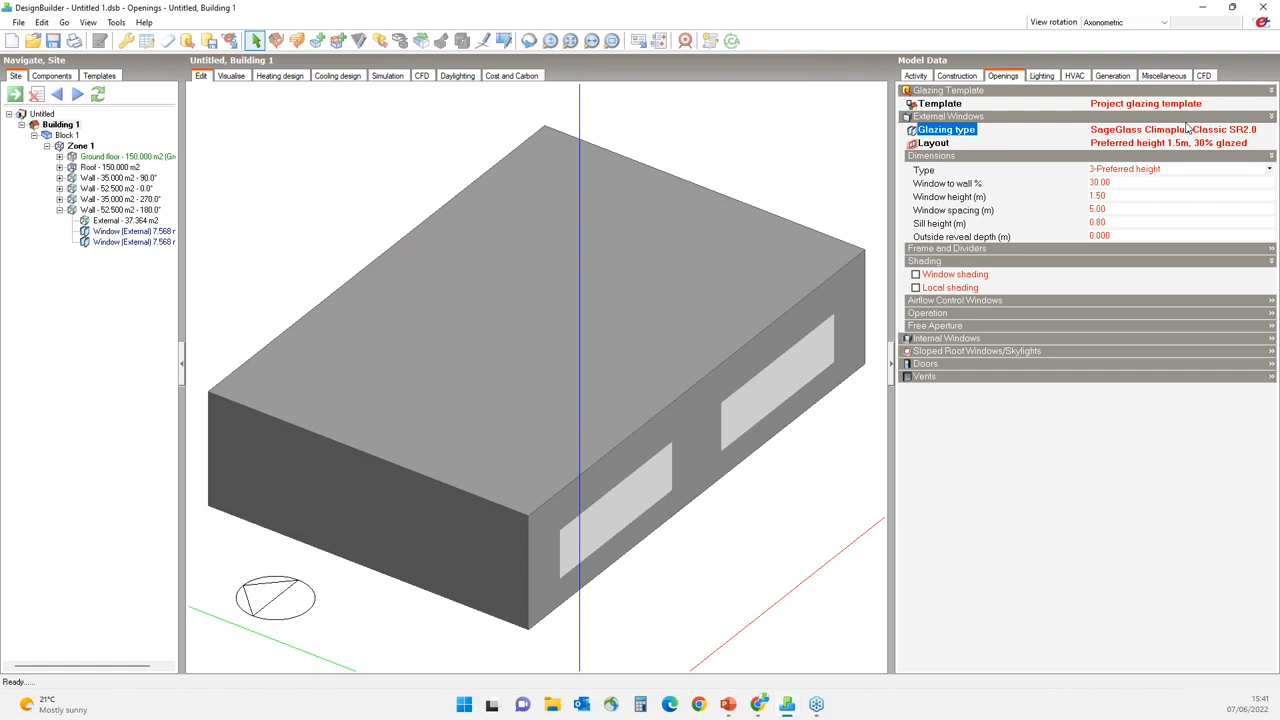 DesignBuilder - Untitled 1.dsb - Openings - Untitled, Building 1
File Edit Go View Tools Help
View rotation Axonometric
Navigate, Site
Site Components Templates
Untitled
Building 1
Block 1
Zone 1
Ground floor - 150.000 m2 (Gr
Roof - 150.000 m2
Wall - 35.000 m2 - 90.0°
Wall - 52.500 m2 - 0.0°
Wall - 35.000 m2 - 270.0°
Wall - 52.500 m2 - 180.0°
External - 37.364 m2
Window (External) 7.568 r
Window (External) 7.568 r
Untitled, Building 1
Edit Visualise Heating design Cooling design Simulation CFD Daylighting Cost and Carbon
Model Data
Activity Construction Openings Lighting HVAC Generation Miscellaneous CFD
Glazing Template
Template Project glazing template
External Windows
Glazing type SageGlass Climaplus Classic SR2.0
Layout Preferred height 1.5m, 30% glazed
Dimensions
Type 3-Preferred height
Window to wall % 30.00
Window height (m) 1.50
Window spacing (m) 5.00
Sill height (m) 0.80
Outside reveal depth (m) 0.000
Frame and Dividers
Shading
Window shading
Local shading
Airflow Control Windows
Operation
Free Aperture
Internal Windows
Sloped Roof Windows/Skylights
Doors
Vents
Ready......
21°C
Mostly sunny
15:41
07/06/2022